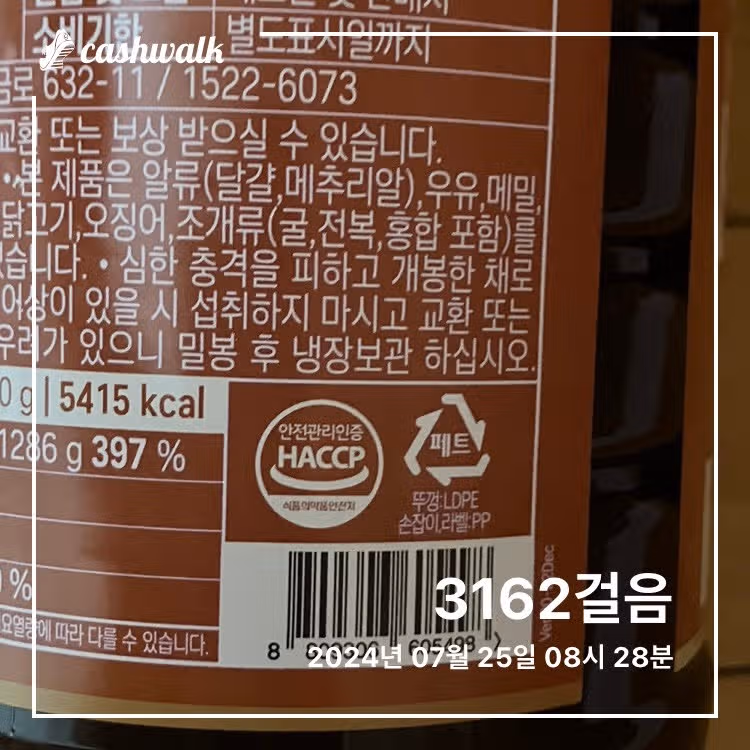 cashwalk
소비기한
별도표시일까지
금로 632-11 / 1522-6073
교환 또는 보상 받으실 수 있습니다.
• 본 제품은 알류(달걀,메추리알),우유,메밀,
닭고기,오징어,조개류(굴,전복,홍합 포함)를
있습니다. • 심한 충격을 피하고 개봉한 채로
이상이 있을 시 섭취하지 마시고 교환 또는
우려가 있으니 밀봉 후 냉장보관 하십시오.
0 g | 5415 kcal
1286 g 397 %
%
요열량에 따라 다를 수 있습니다.
안전관리인증
HACCP
식품의약품안전처
페트
뚜껑:LDPE
손잡이,라벨:PP
3162걸음
8 605498
2024년 07월 25일 08시 28분